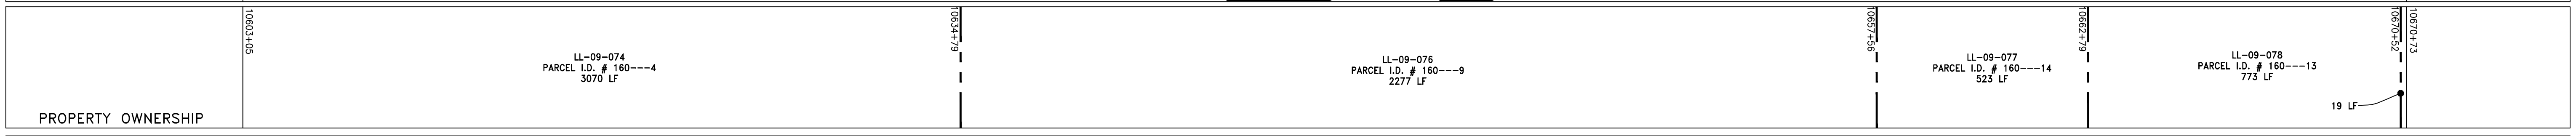 PROPERTY OWNERSHIP
10603+05
LL-09-074
PARCEL I.D. # 160---4
3070 LF
10634+79
LL-09-076
PARCEL I.D. # 160---9
2277 LF
10657+56
LL-09-077
PARCEL I.D. # 160---14
523 LF
10662+79
LL-09-078
PARCEL I.D. # 160---13
773 LF
10670+52
19 LF
10670+73